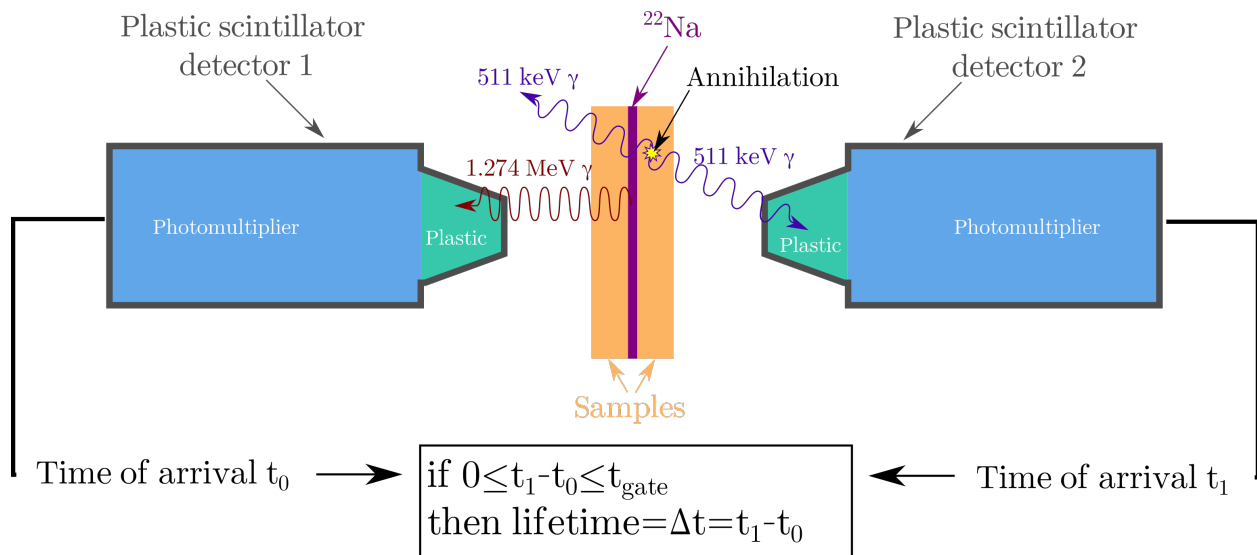 Plastic scintillator
detector 1
²²Na
Plastic scintillator
detector 2
511 keV γ
Annihilation
1.274 MeV γ
511 keV γ
Photomultiplier
Plastic
Plastic
Photomultiplier
Samples
Time of arrival t₀
if 0≤t₁-t₀≤t_gate
then lifetime=Δt=t₁-t₀
Time of arrival t₁